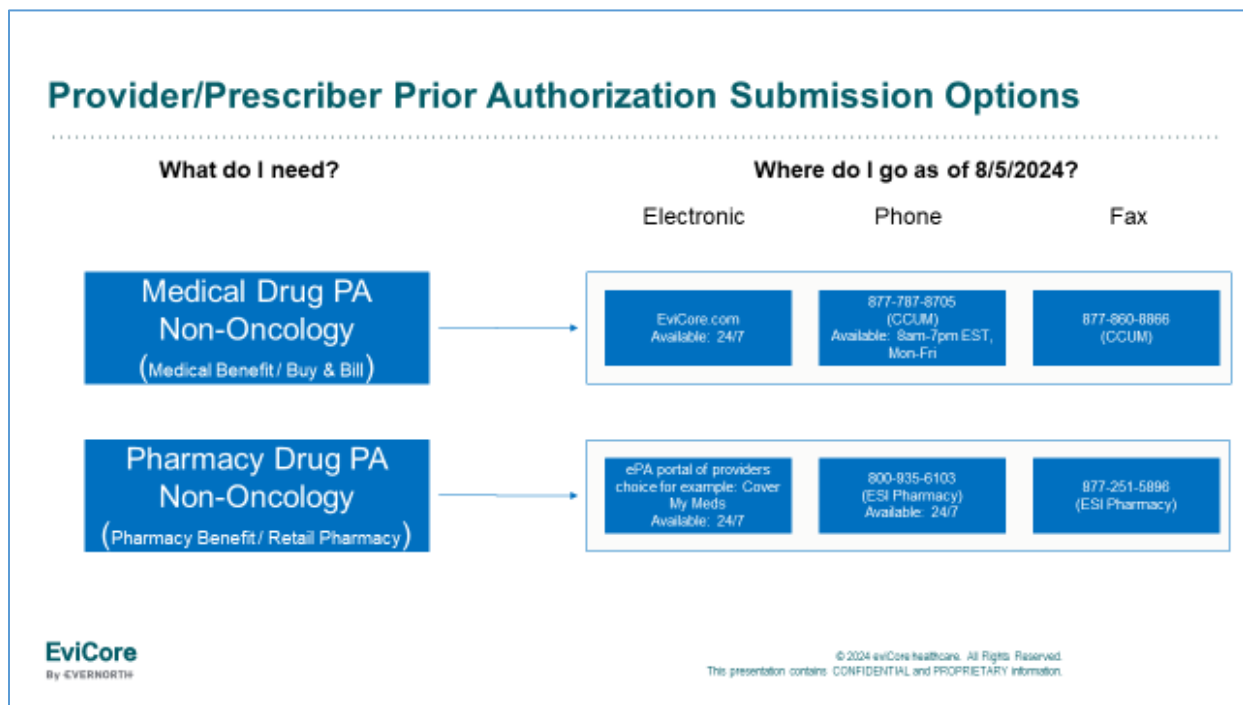 Provider/Prescriber Prior Authorization Submission Options
What do I need?
Where do I go as of 8/5/2024?
Electronic
Phone
Fax
Medical Drug PA
Non-Oncology
(Medical Benefit / Buy & Bill)
EviCore.com
Available: 24/7
877-787-8705
(CCUM)
Available: 8am-7pm EST,
Mon-Fri
877-860-8866
(CCUM)
Pharmacy Drug PA
Non-Oncology
(Pharmacy Benefit / Retail Pharmacy)
ePA portal of providers
choice for example: Cover
My Meds
Available: 24/7
800-935-6103
(ESI Pharmacy)
Available: 24/7
877-251-5896
(ESI Pharmacy)
EviCore
By EVERNORTH
© 2024 eviCore healthcare. All Rights Reserved.
This presentation contains CONFIDENTIAL and PROPRIETARY information.